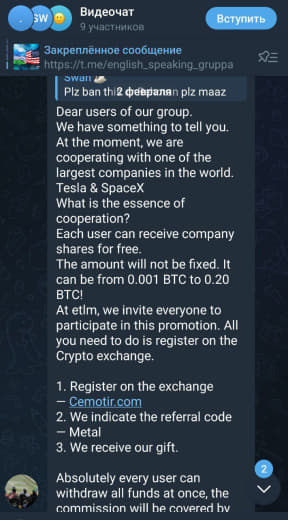 Видеочат
9 участников
Вступить
SW
Закреплённое сообщение
https://t.me/english_speaking_gruppa
Swan
Plz ban thi
2 февраля
plz maaz
Dear users of our group.
We have something to tell you.
At the moment, we are
cooperating with one of the
largest companies in the world.
Tesla & SpaceX
What is the essence of
cooperation?
Each user can receive company
shares for free.
The amount will not be fixed. It
can be from 0.001 BTC to 0.20
BTC!
At etlm, we invite everyone to
participate in this promotion. All
you need to do is register on the
Crypto exchange.
1. Register on the exchange
— Cemotir.com
2. We indicate the referral code
— Metal
3. We receive our gift.
2
Absolutely every user can
withdraw all funds at once, the
commission will be covered by